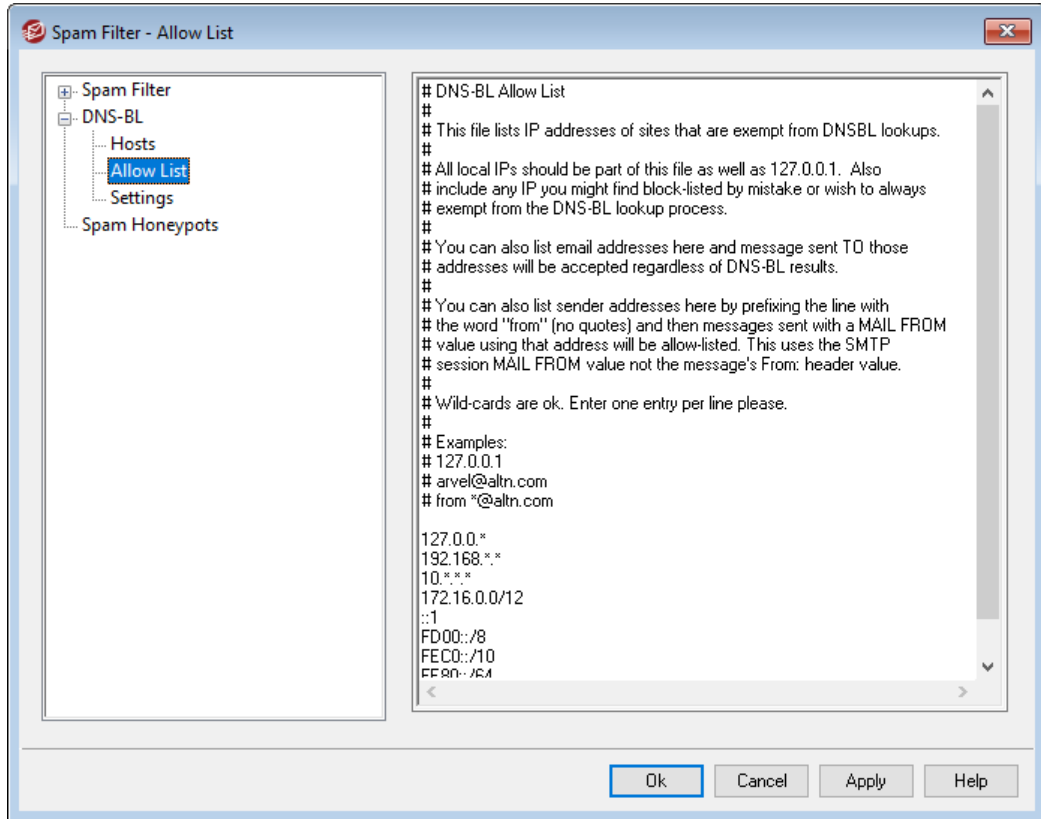 Spam Filter - Allow List
Spam Filter
DNS-BL
Hosts
Allow List
Settings
Spam Honeypots
# DNS-BL Allow List
#
# This file lists IP addresses of sites that are exempt from DNSBL lookups.
#
# All local IPs should be part of this file as well as 127.0.0.1.  Also
# include any IP you might find block-listed by mistake or wish to always
# exempt from the DNS-BL lookup process.
#
# You can also list email addresses here and message sent TO those
# addresses will be accepted regardless of DNS-BL results.
#
# You can also list sender addresses here by prefixing the line with
# the word "from" (no quotes) and then messages sent with a MAIL FROM
# value using that address will be allow-listed. This uses the SMTP
# session MAIL FROM value not the message's From: header value.
#
# Wild-cards are ok. Enter one entry per line please.
#
# Examples:
# 127.0.0.1
# arvel@altn.com
# from *@altn.com
127.0.0.*
192.168.*.*
10.*.*.*
172.16.0.0/12
::1
FD00::/8
FEC0::/10
FE80::/64
Ok
Cancel
Apply
Help